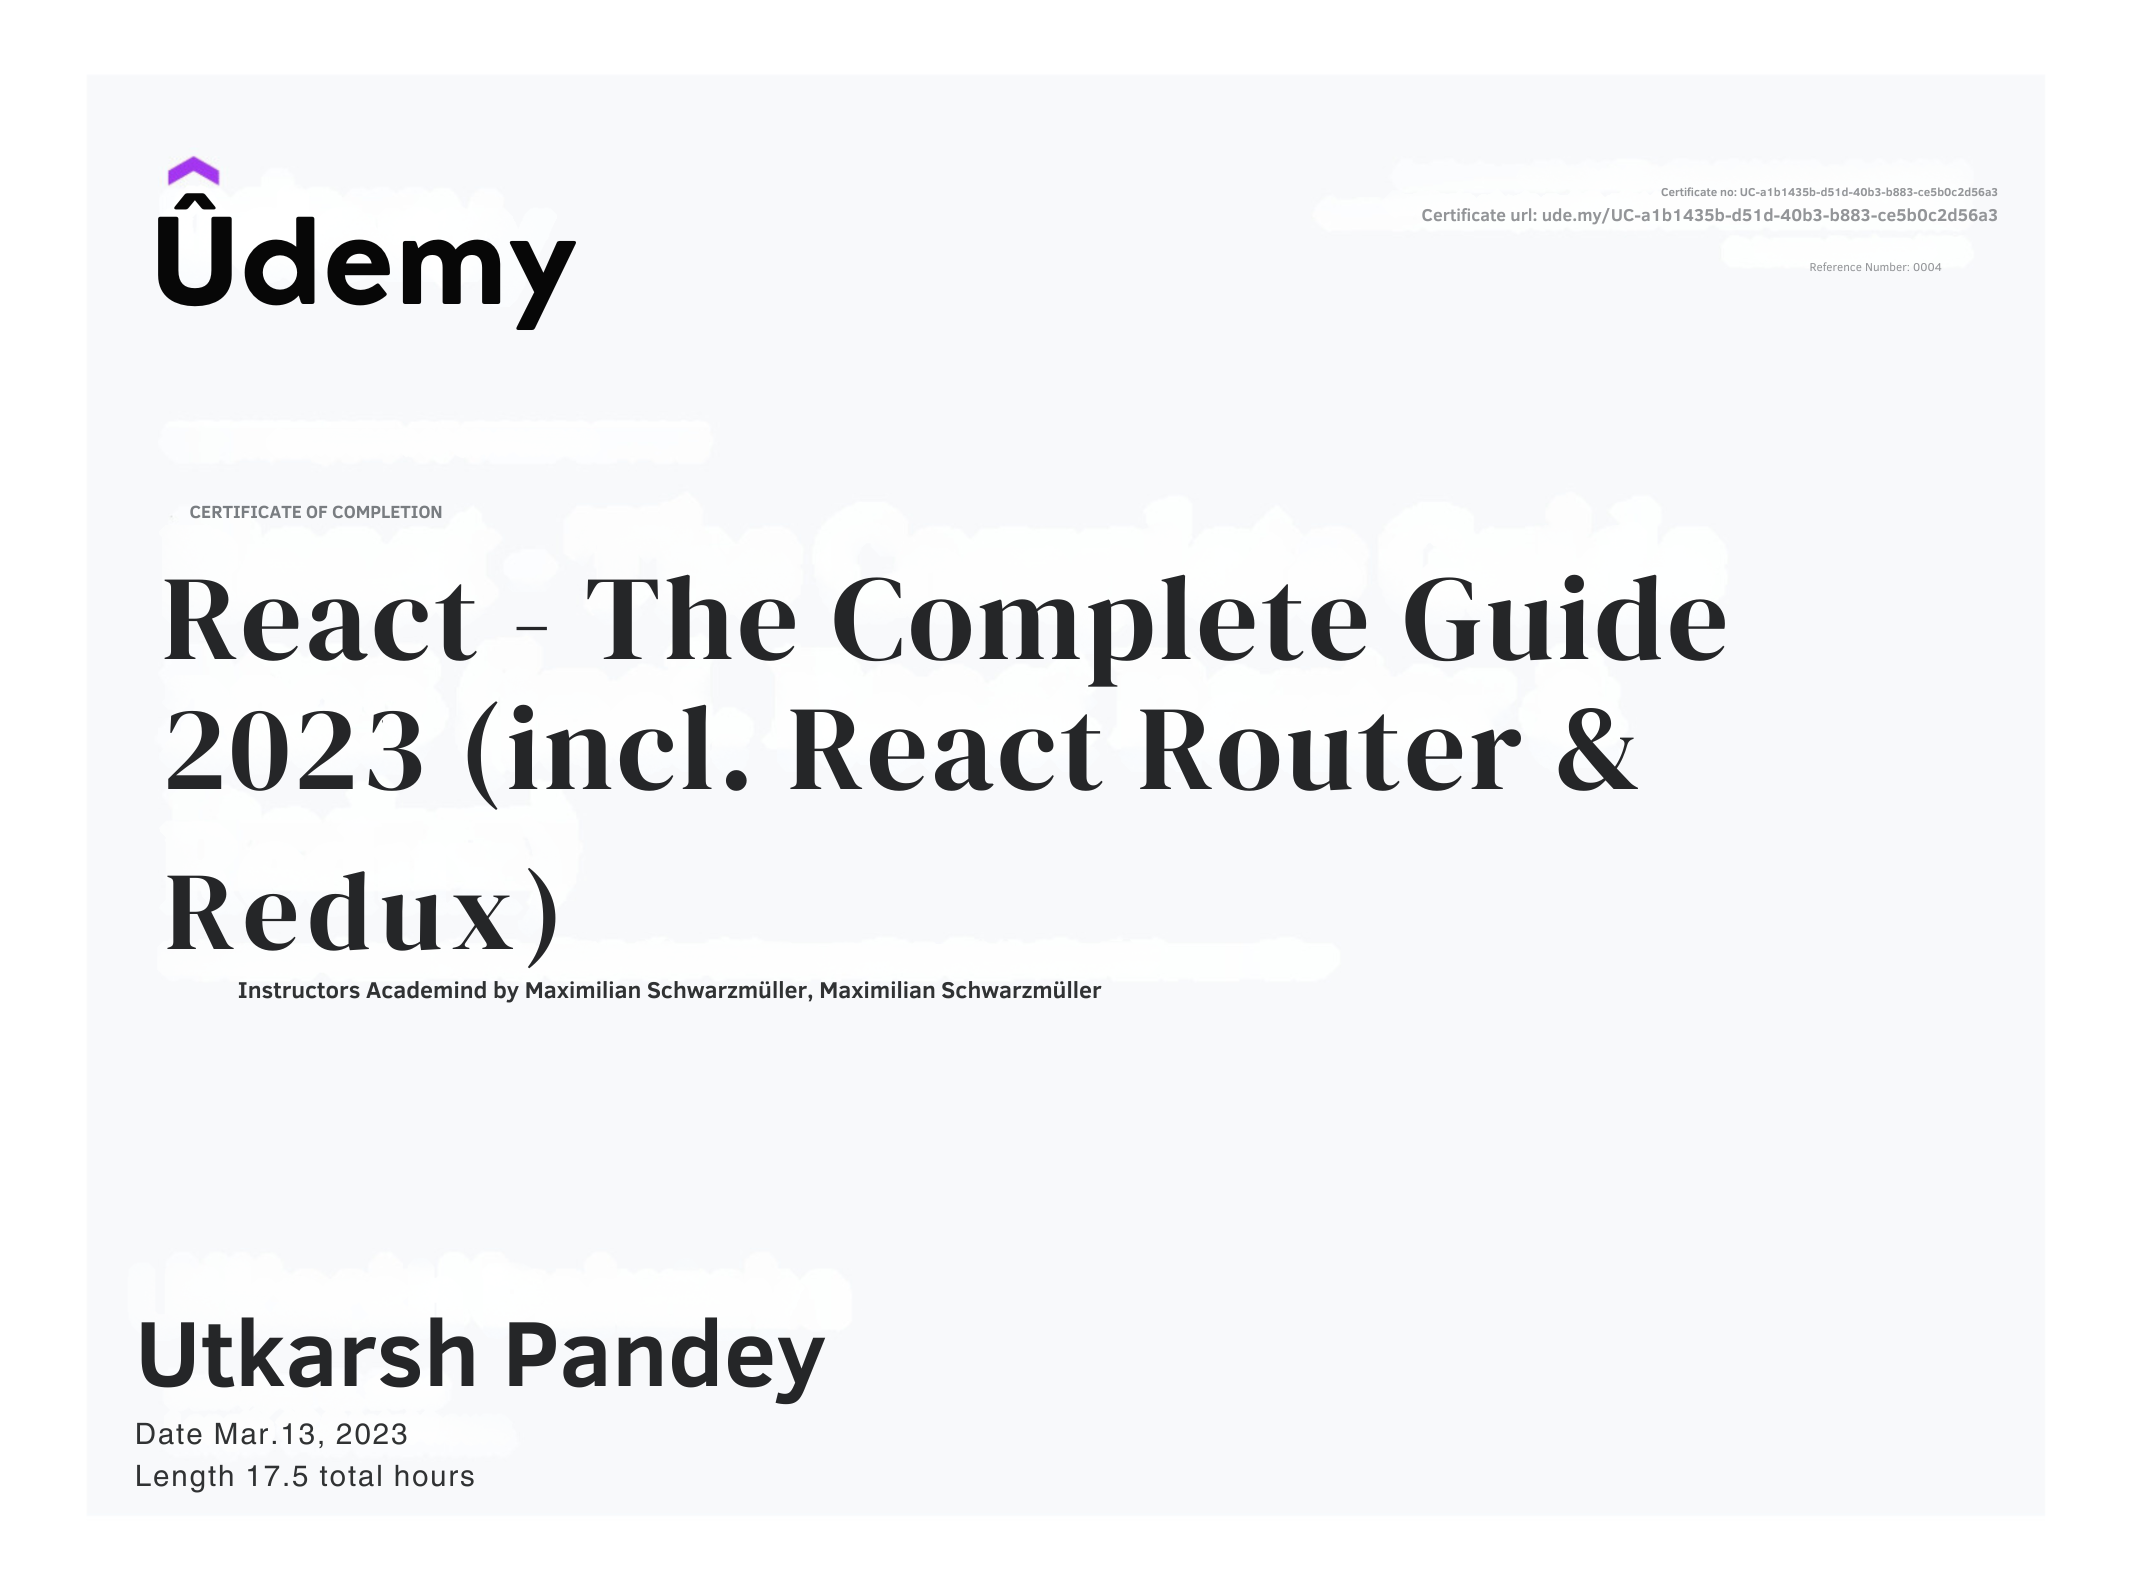 Ûdemy
Certificate no: UC-a1b1435b-d51d-40b3-b883-ce5b0c2d56a3
Certificate url: ude.my/UC-a1b1435b-d51d-40b3-b883-ce5b0c2d56a3
Reference Number: 0004
CERTIFICATE OF COMPLETION
React - The Complete Guide
2023 (incl. React Router &
Redux)
Instructors Academind by Maximilian Schwarzmüller, Maximilian Schwarzmüller
Utkarsh Pandey
Date Mar.13, 2023
Length 17.5 total hours